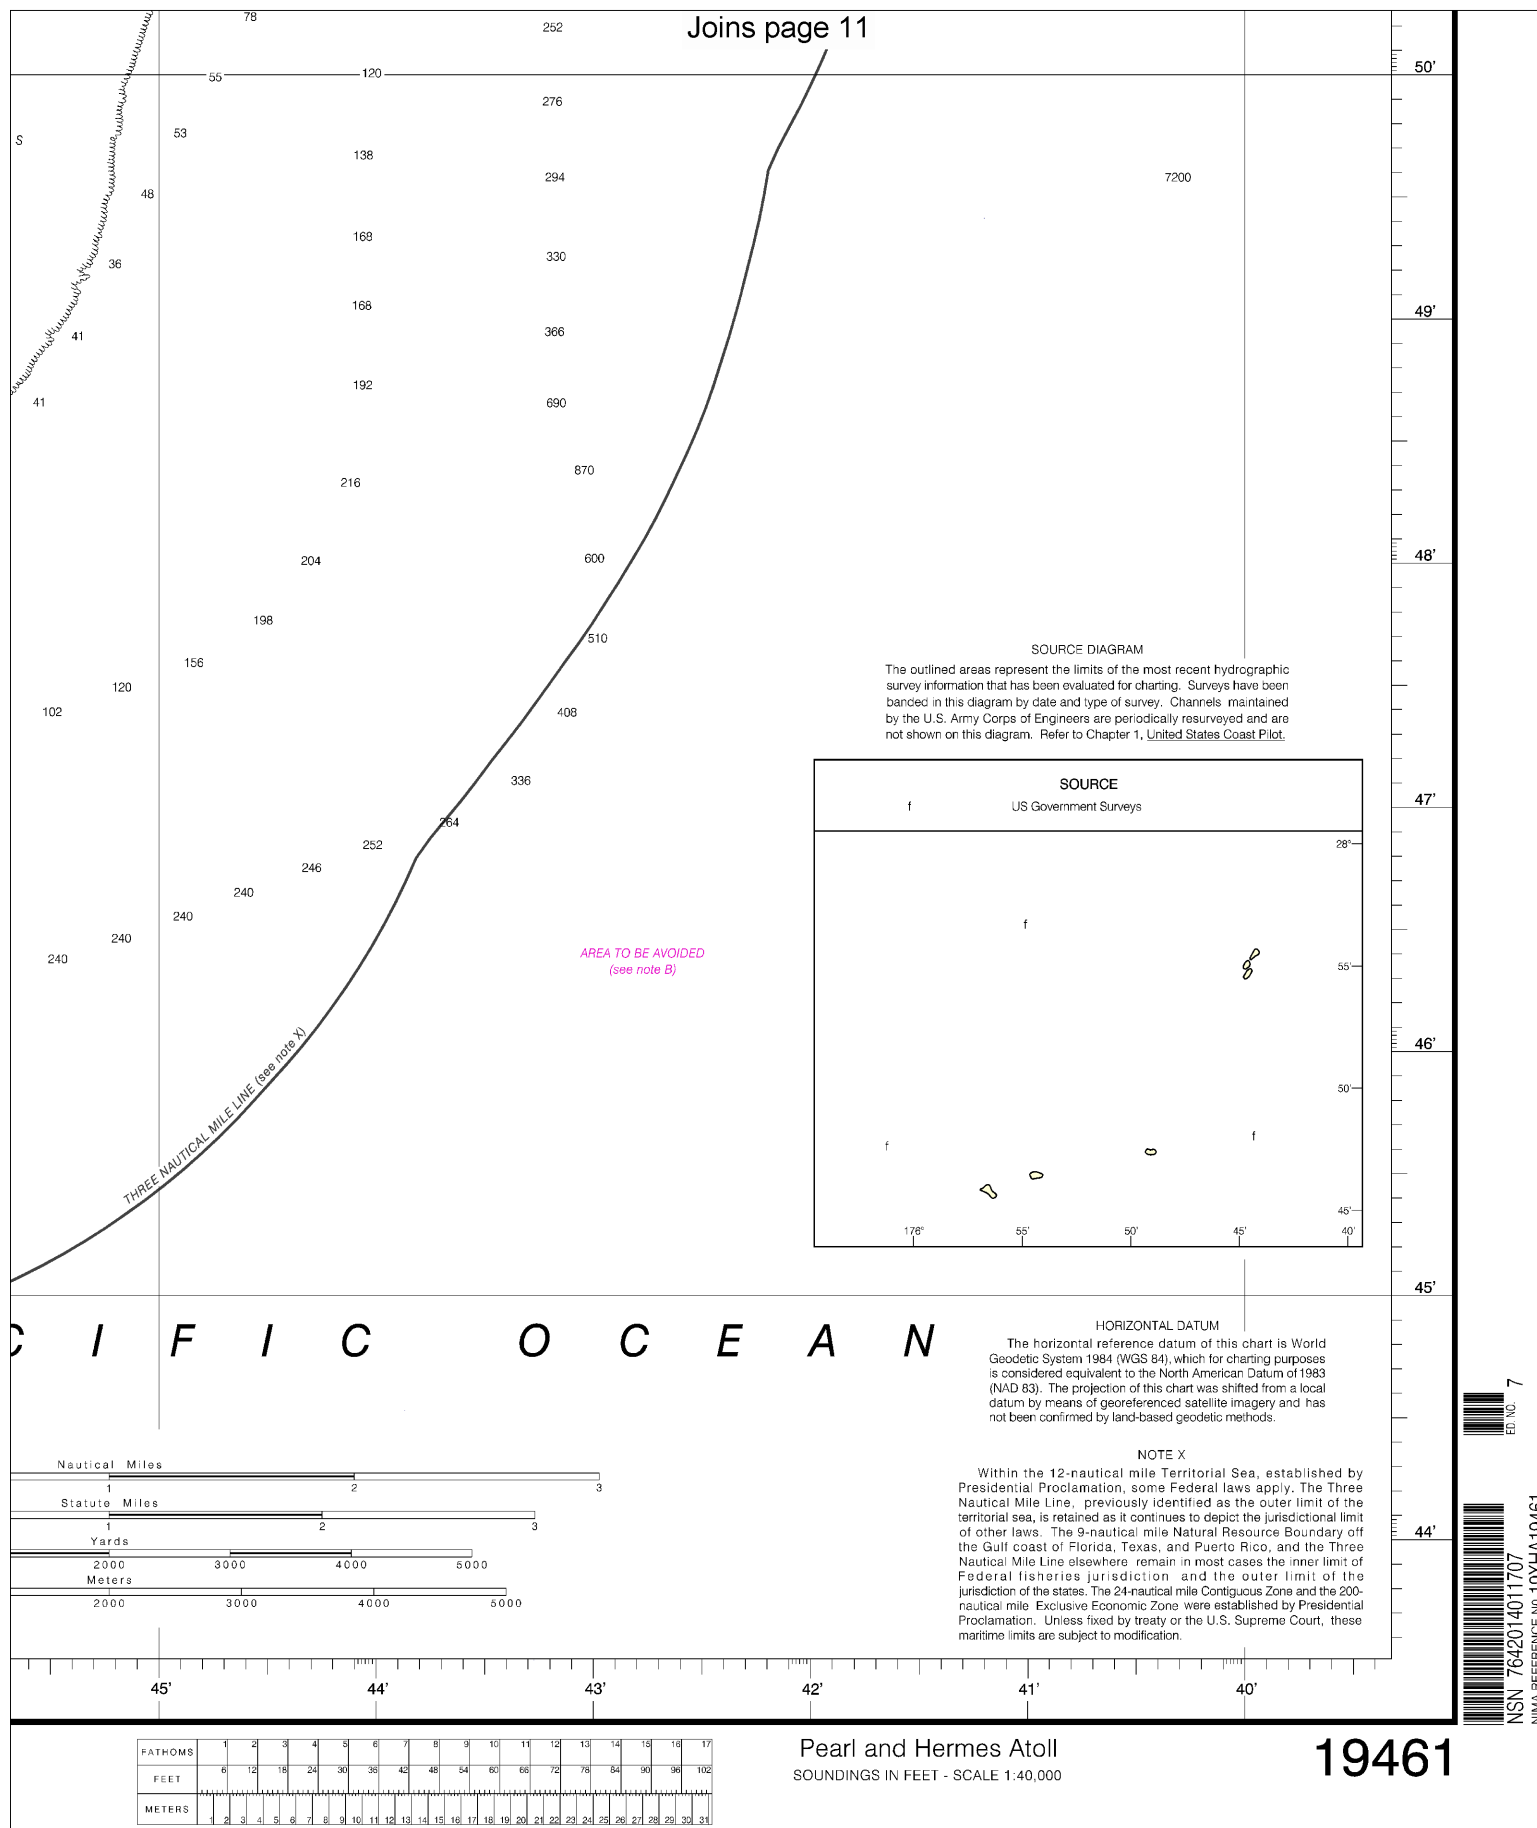 Joins page 11
78
252
55
120
50'
276
53
S
138
294
7200
48
168
330
36
168
49'
366
41
192
690
41
870
216
600
48'
204
198
510
156
120
102
408
336
47'
264
252
246
240
240
240
240
AREA TO BE AVOIDED
(see note B)
46'
THREE NAUTICAL MILE LINE (see note X)
45'
SOURCE DIAGRAM
The outlined areas represent the limits of the most recent hydrographic
survey information that has been evaluated for charting. Surveys have been
banded in this diagram by date and type of survey. Channels maintained
by the U.S. Army Corps of Engineers are periodically resurveyed and are
not shown on this diagram. Refer to Chapter 1, United States Coast Pilot.
SOURCE
f US Government Surveys
28°
f
55'
50'
f
f
45'
176° 55' 50' 45' 40'
C I F I C O C E A N
HORIZONTAL DATUM
The horizontal reference datum of this chart is World
Geodetic System 1984 (WGS 84), which for charting purposes
is considered equivalent to the North American Datum of 1983
(NAD 83). The projection of this chart was shifted from a local
datum by means of georeferenced satellite imagery and has
not been confirmed by land-based geodetic methods.
NOTE X
Within the 12-nautical mile Territorial Sea, established by
Presidential Proclamation, some Federal laws apply. The Three
Nautical Mile Line, previously identified as the outer limit of the
territorial sea, is retained as it continues to depict the jurisdictional limit
of other laws. The 9-nautical mile Natural Resource Boundary off
the Gulf coast of Florida, Texas, and Puerto Rico, and the Three
Nautical Mile Line elsewhere remain in most cases the inner limit of
Federal fisheries jurisdiction and the outer limit of the
jurisdiction of the states. The 24-nautical mile Contiguous Zone and the 200-
nautical mile Exclusive Economic Zone were established by Presidential
Proclamation. Unless fixed by treaty or the U.S. Supreme Court, these
maritime limits are subject to modification.
44'
Nautical Miles
1 2 3
Statute Miles
1 2 3
Yards
2000 3000 4000 5000
Meters
2000 3000 4000 5000
45' 44' 43' 42' 41' 40'
ED. NO. 7
NSN 7642014011707
NIMA REFERENCE NO. 19XHA19461
FATHOMS 1 2 3 4 5 6 7 8 9 10 11 12 13 14 15 16 17
FEET 6 12 18 24 30 36 42 48 54 60 66 72 78 84 90 96 102
METERS 1 2 3 4 5 6 7 8 9 10 11 12 13 14 15 16 17 18 19 20 21 22 23 24 25 26 27 28 29 30 31
Pearl and Hermes Atoll
SOUNDINGS IN FEET - SCALE 1:40,000
19461